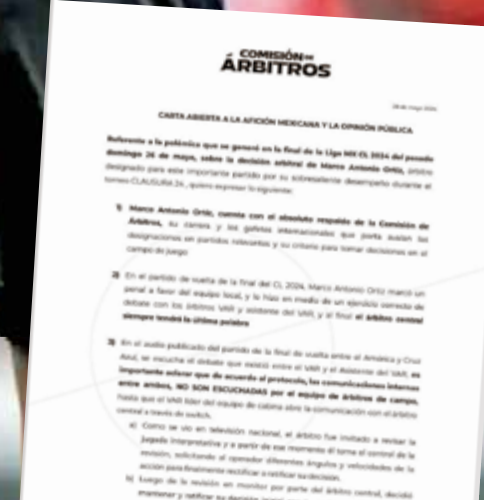 COMISIÓN DE
ÁRBITROS
28 de mayo 2024
CARTA ABIERTA A LA AFICIÓN MEXICANA Y LA OPINIÓN PÚBLICA
Referente a la polémica que se generó en la final de la Liga MX CL 2024 del pasado
domingo 26 de mayo, sobre la decisión arbitral de Marco Antonio Ortiz, árbitro
designado para este importante partido por su sobresaliente desempeño durante el
torneo CLAUSURA 24, quiero expresar lo siguiente:
1) Marco Antonio Ortiz, cuenta con el absoluto respaldo de la Comisión de
Árbitros, su carrera y los gafetes internacionales que porta avalan las
designaciones en partidos relevantes y su criterio para tomar decisiones en el
campo de juego
2) En el partido de vuelta de la final del CL 2024, Marco Antonio Ortiz marcó un
penal a favor del equipo local, y lo hizo en medio de un ejercicio correcto de
debate con los árbitros VAR y asistente del VAR, y al final el árbitro central
siempre tendrá la última palabra
3) En el audio publicado del partido de la final de vuelta entre el América y Cruz
Azul, se escucha el debate que existió entre el VAR y el Asistente del VAR, es
importante aclarar que de acuerdo al protocolo, las comunicaciones internas
entre ambos, NO SON ESCUCHADAS por el equipo de árbitros de campo,
hasta que el VAR líder del equipo de cabina abre la comunicación con el árbitro
central a través de switch.
a) Como se vio en televisión nacional, el árbitro fue invitado a revisar la
jugada interpretativa y a partir de ese momento él toma el control de la
revisión, solicitando al operador diferentes ángulos y velocidades de la
acción para finalmente rectificar o ratificar su decisión.
b) Luego de la revisión en monitor por parte del árbitro central, decidió
mantener y ratificar su decisión